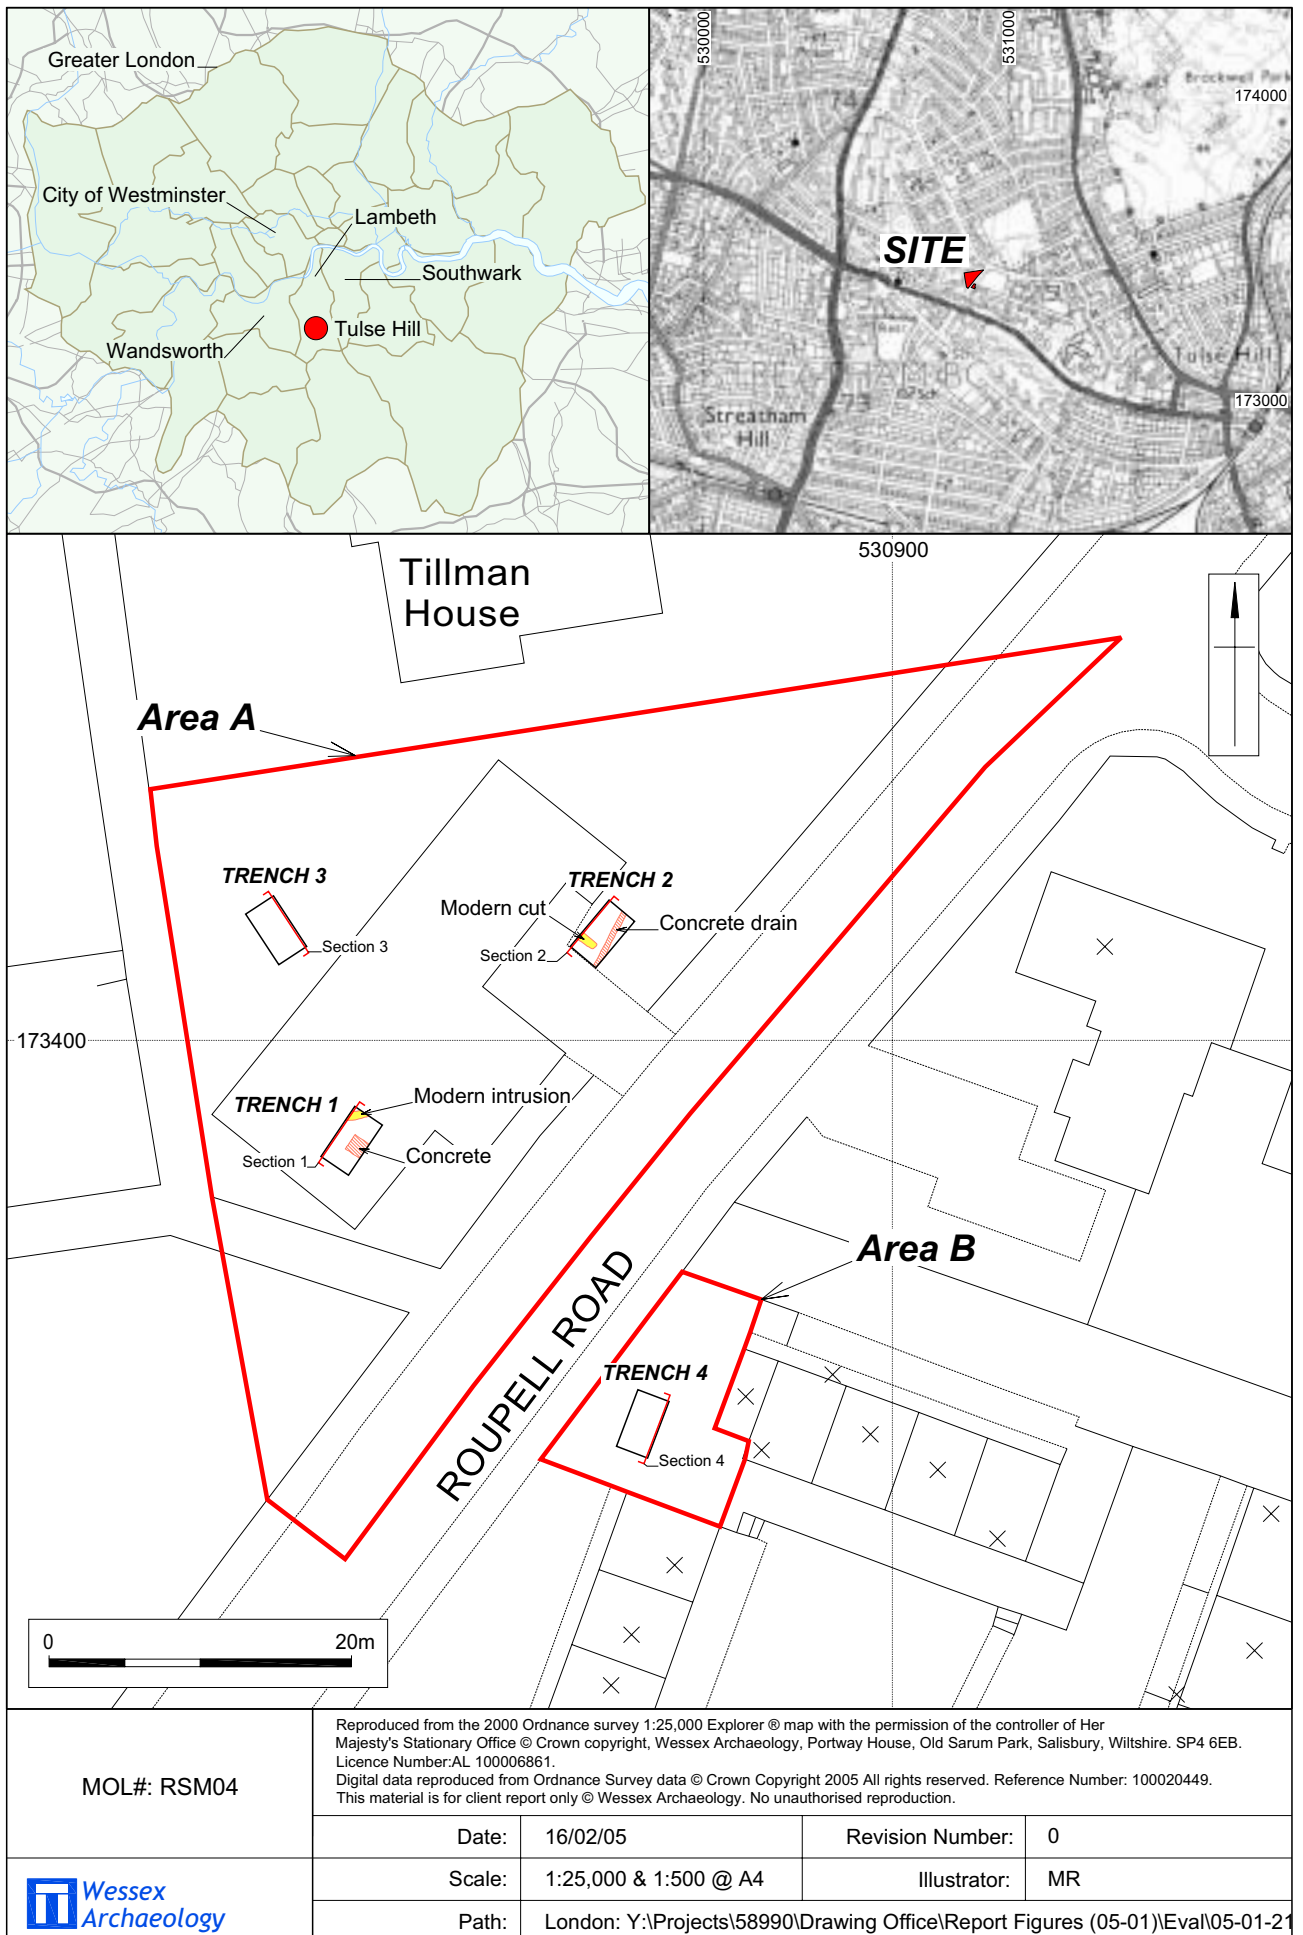 Greater London
City of Westminster
Lambeth
Southwark
Tulse Hill
Wandsworth
530000
531000
Brockwell Park
174000
74
SITE
Tulse Hill
173000
73
Streatham
Hill
Tillman
House
530900
Area A
TRENCH 3
Section 3
TRENCH 2
Modern cut
Concrete drain
Section 2
173400
TRENCH 1
Modern intrusion
Section 1
Concrete
Area B
ROUPELL ROAD
TRENCH 4
Section 4
0 20m
MOL#: RSM04
Reproduced from the 2000 Ordnance survey 1:25,000 Explorer ® map with the permission of the controller of Her
Majesty's Stationary Office © Crown copyright, Wessex Archaeology, Portway House, Old Sarum Park, Salisbury, Wiltshire. SP4 6EB.
Licence Number:AL 100006861.
Digital data reproduced from Ordnance Survey data © Crown Copyright 2005 All rights reserved. Reference Number: 100020449.
This material is for client report only © Wessex Archaeology. No unauthorised reproduction.
Date: 16/02/05 Revision Number: 0
Scale: 1:25,000 & 1:500 @ A4 Illustrator: MR
Path: London: Y:\Projects\58990\Drawing Office\Report Figures (05-01)\Eval\05-01-21
Wessex
Archaeology